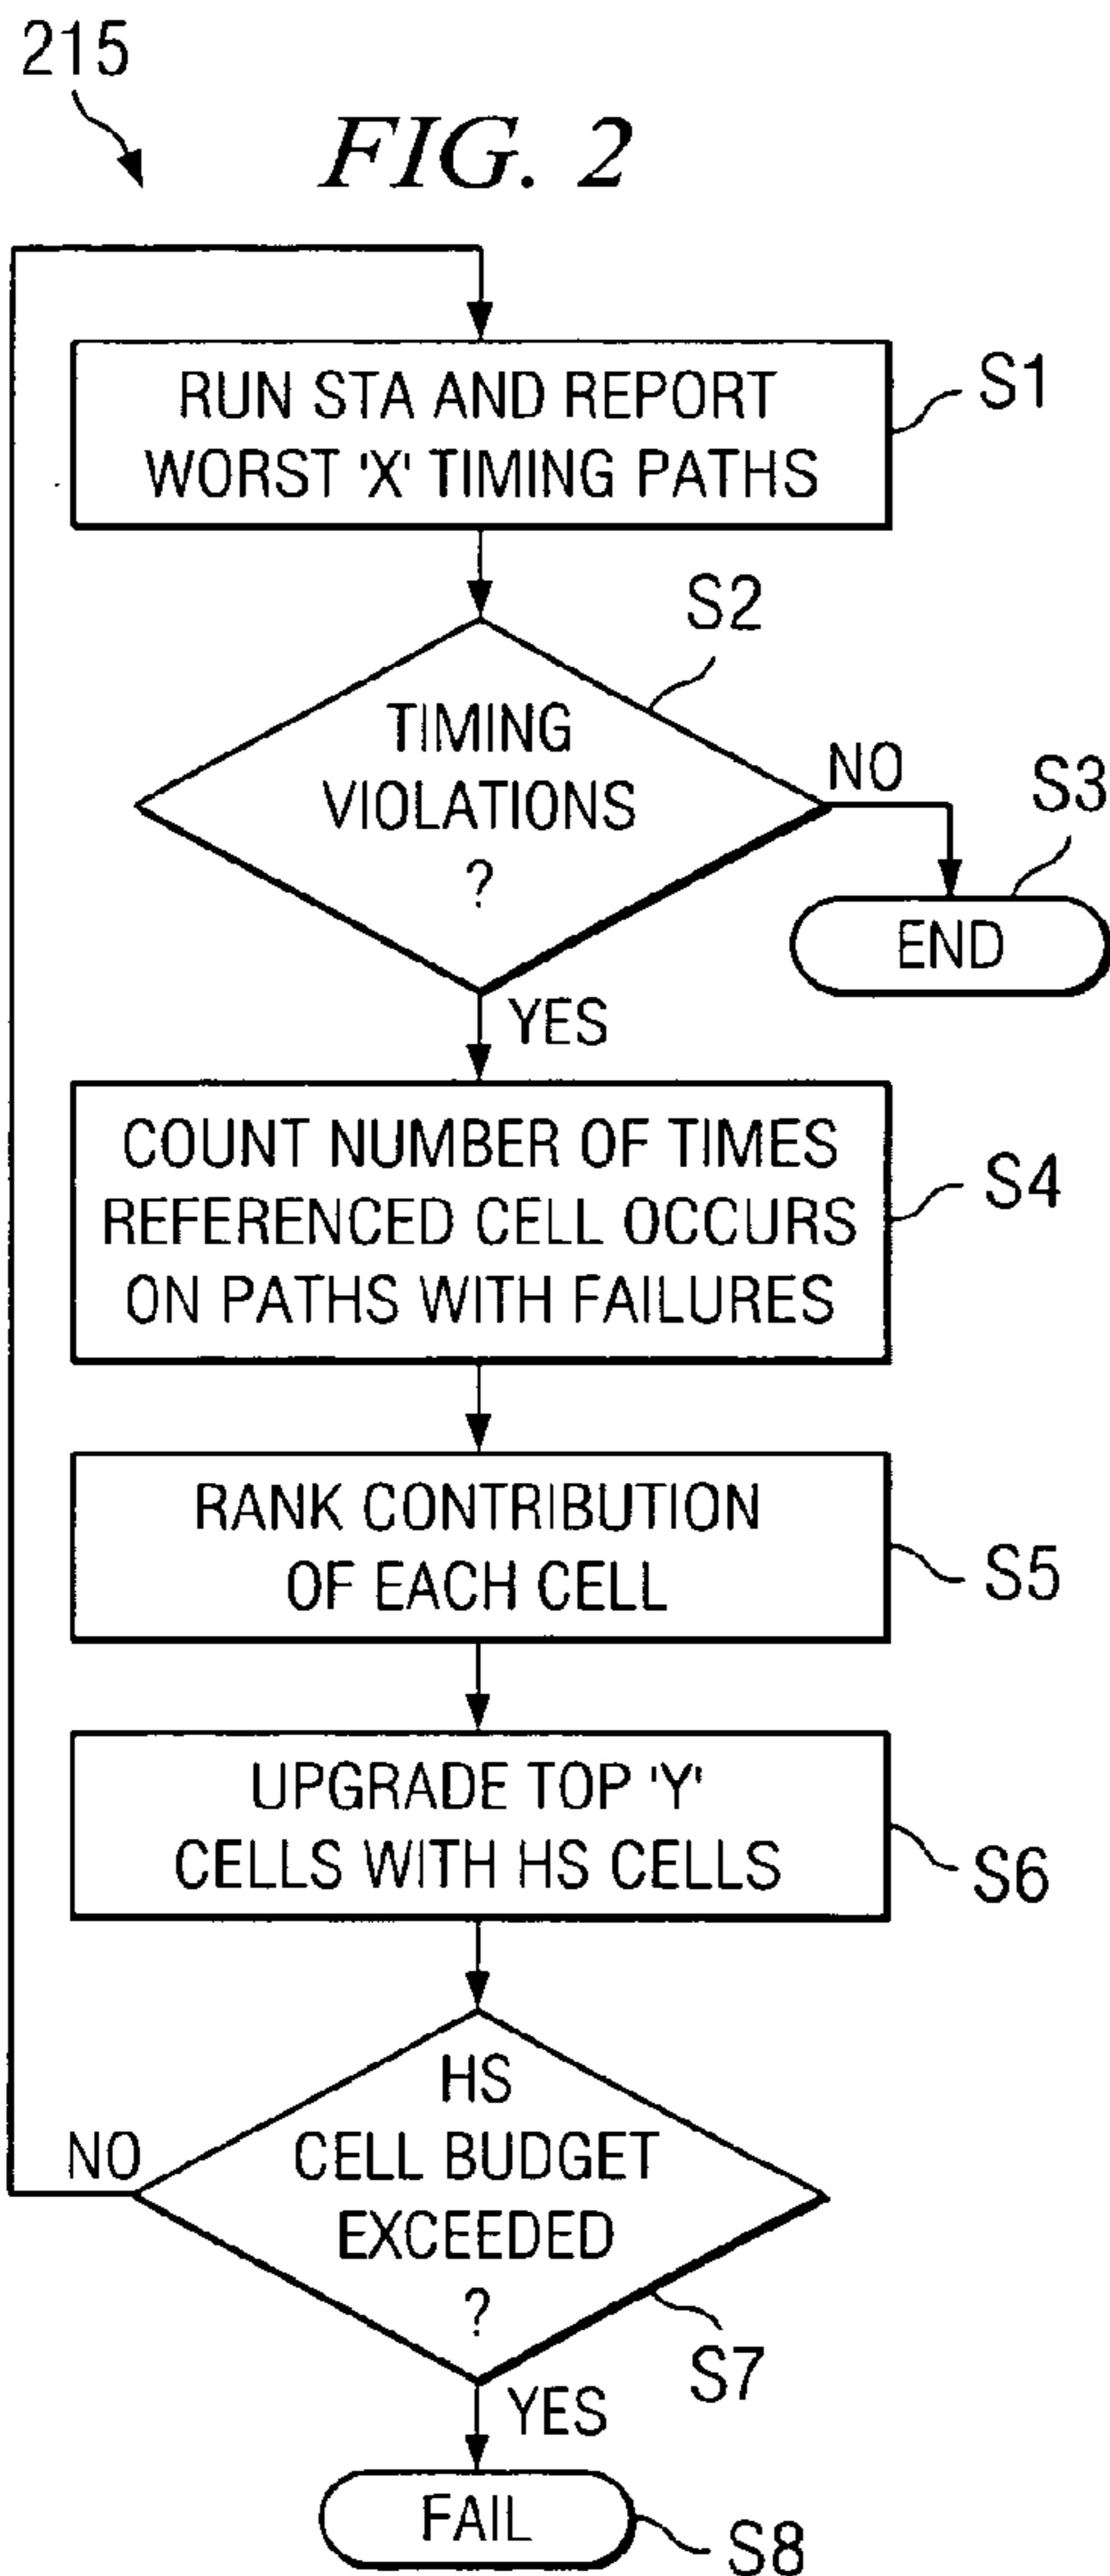 215
FIG. 2
RUN STA AND REPORT
WORST 'X' TIMING PATHS
S1
S2
TIMING
VIOLATIONS
?
NO
S3
END
YES
COUNT NUMBER OF TIMES
REFERENCED CELL OCCURS
ON PATHS WITH FAILURES
S4
RANK CONTRIBUTION
OF EACH CELL
S5
UPGRADE TOP 'Y'
CELLS WITH HS CELLS
S6
HS
CELL BUDGET
EXCEEDED
?
NO
S7
YES
FAIL
S8